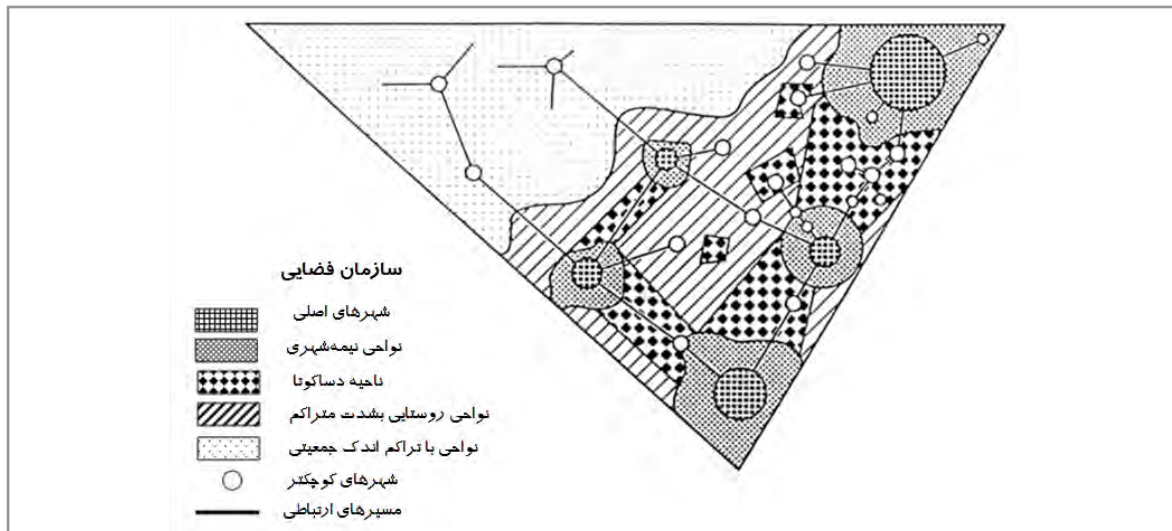 سازمان فضایی
شهرهای اصلی
نواحی نیمه‌شهری
ناحیه دساکوتا
نواحی روستایی بشدت متراکم
نواحی با تراکم اندک جمعیتی
شهرهای کوچکتر
مسیرهای ارتباطی